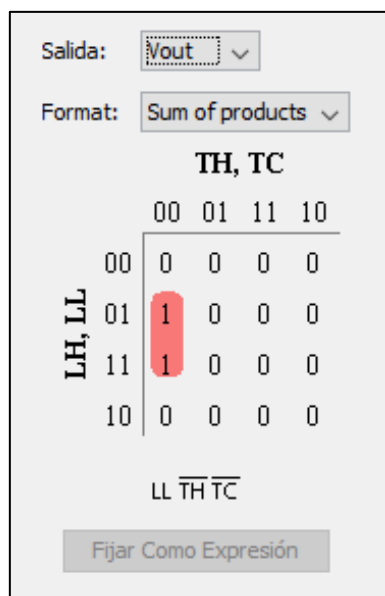 Salida: Vout
Format: Sum of products
TH, TC
00 01 11 10
LH, LL
00 0 0 0 0
01 1 0 0 0
11 1 0 0 0
10 0 0 0 0
LL T̅H̅ T̅C̅
Fijar Como Expresión